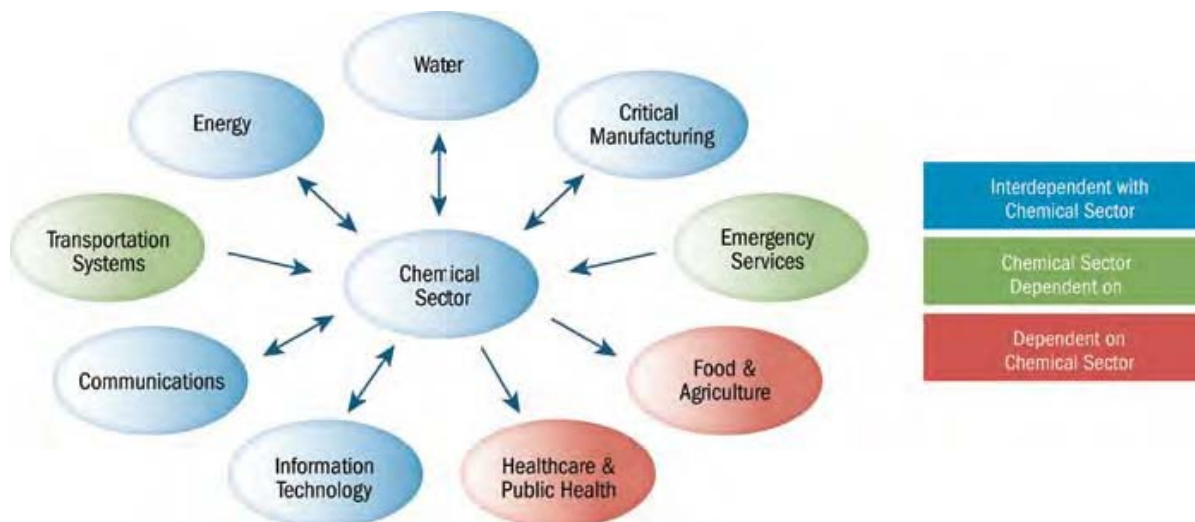 Water
Energy
Critical
Manufacturing
Transportation
Systems
Chemical
Sector
Emergency
Services
Communications
Food &
Agriculture
Information
Technology
Healthcare &
Public Health
Interdependent with
Chemical Sector
Chemical Sector
Dependent on
Dependent on
Chemical Sector